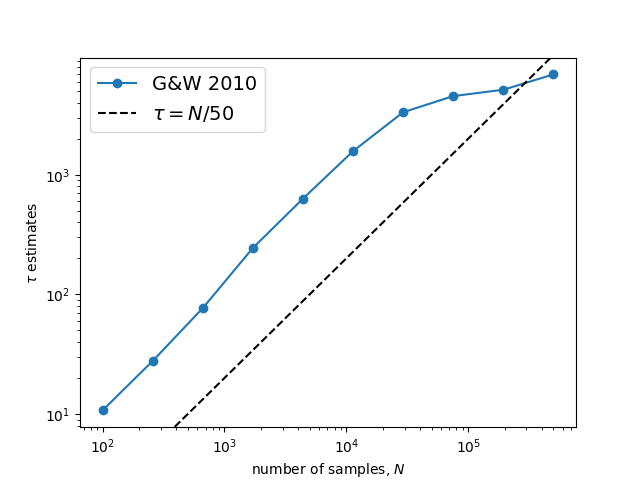 G&W 2010
τ = N/50
τ estimates
10³
10²
10¹
10²
10³
10⁴
10⁵
number of samples, N